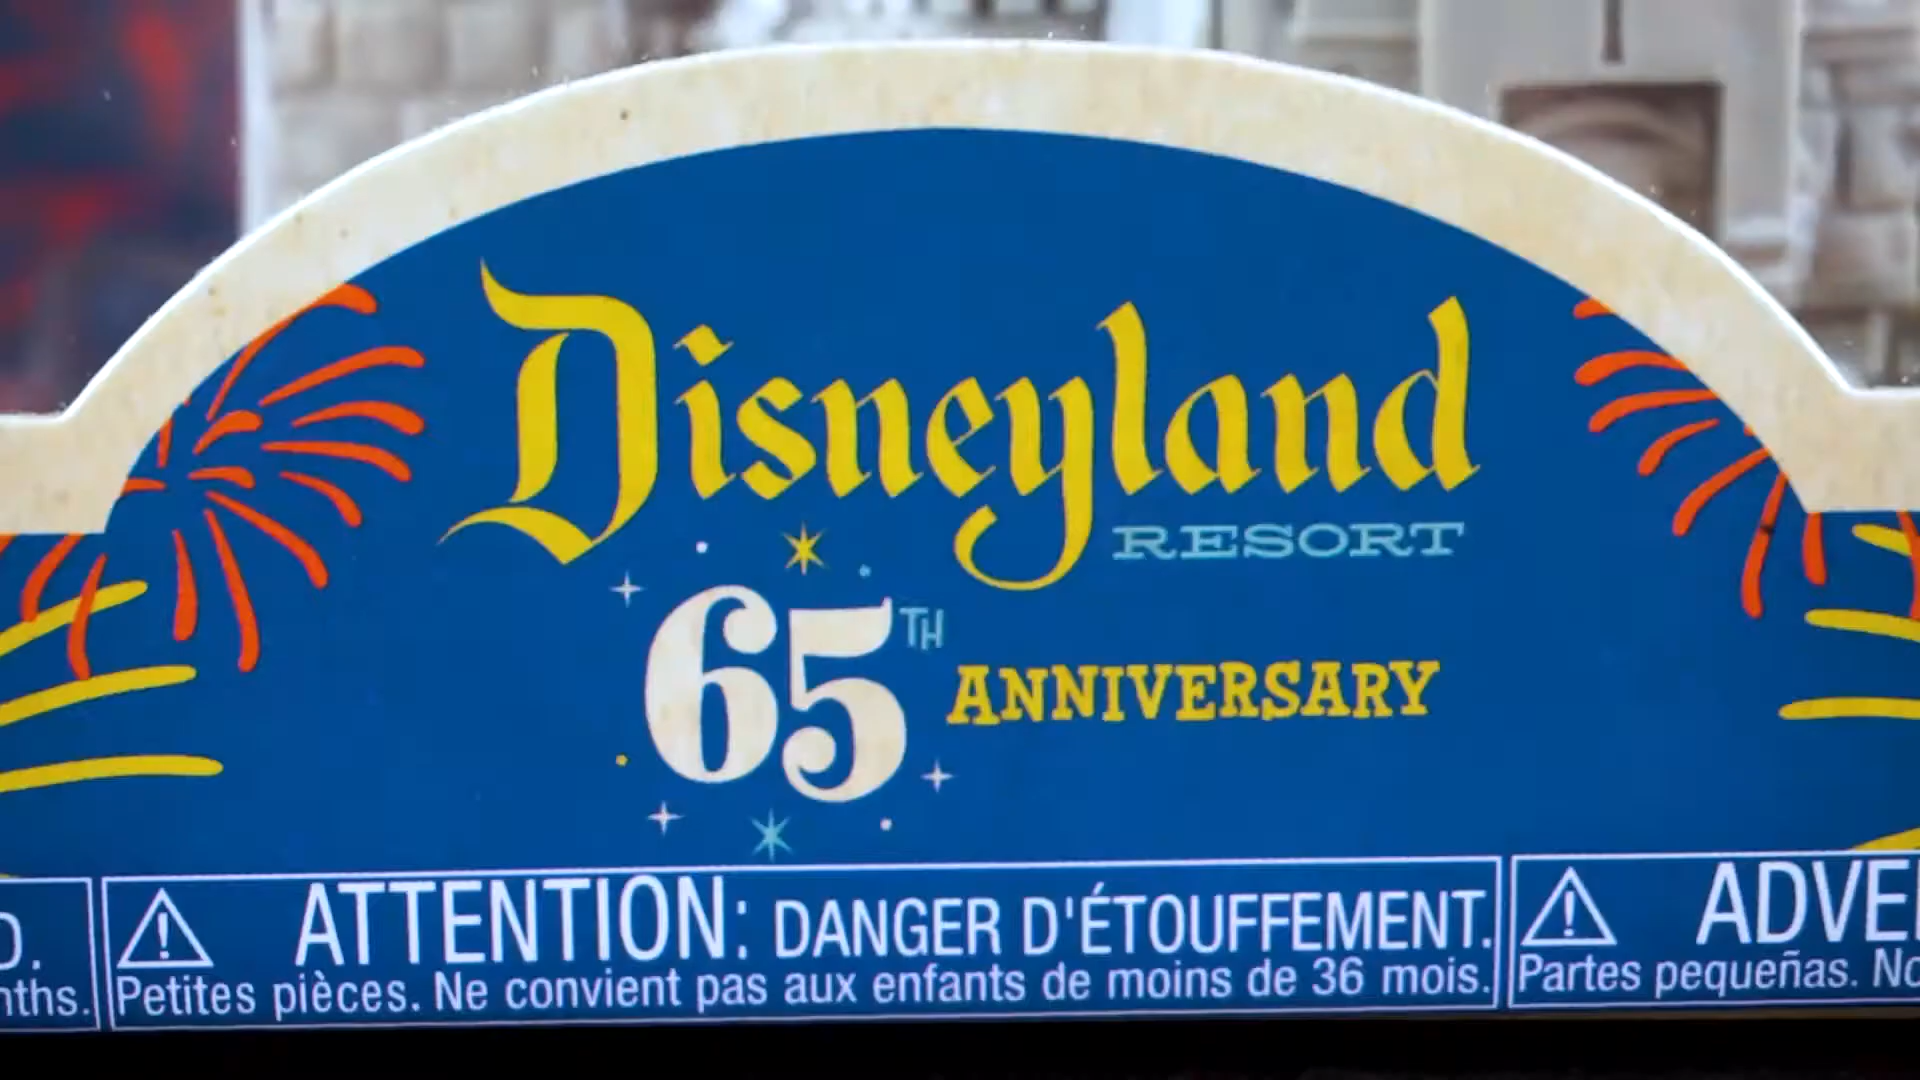 Disneyland
RESORT
65TH
ANNIVERSARY
ATTENTION: DANGER D'ÉTOUFFEMENT.
Petites pièces. Ne convient pas aux enfants de moins de 36 mois.
Partes pequeñas.